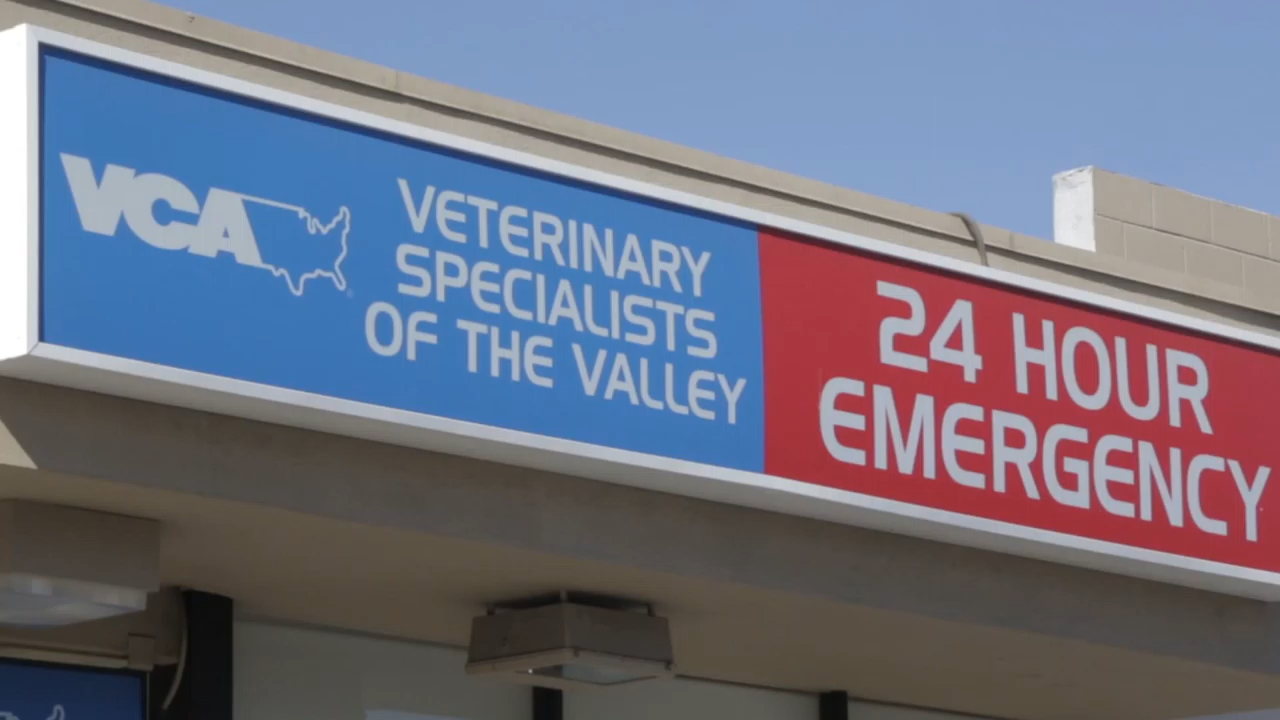 VCA
VETERINARY
SPECIALISTS
OF THE VALLEY
24 HOUR
EMERGENCY